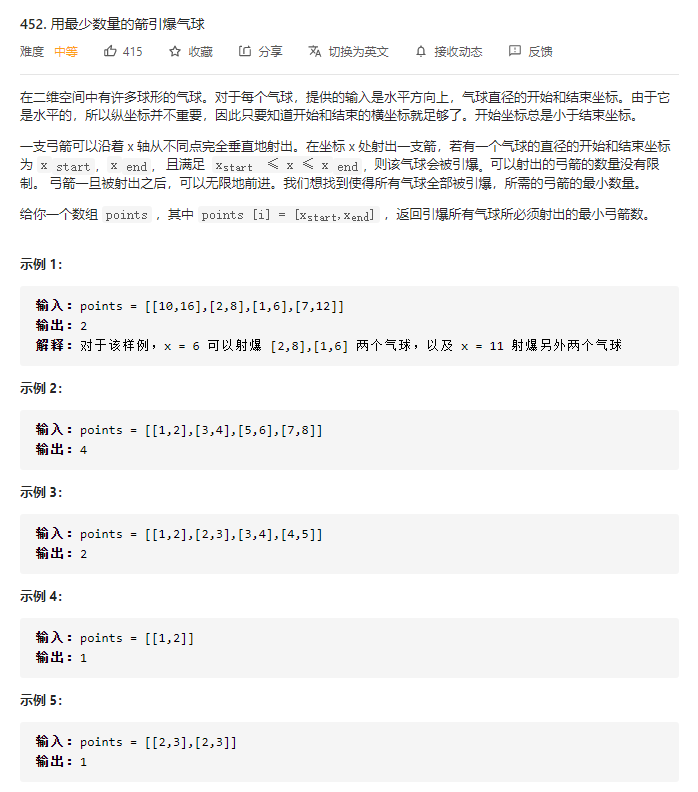 452. 用最少数量的箭引爆气球
难度 中等 415 收藏 分享 切换为英文 接收动态 反馈
在二维空间中有许多球形的气球。对于每个气球，提供的输入是水平方向上，气球直径的开始和结束坐标。由于它
是水平的，所以纵坐标并不重要，因此只要知道开始和结束的横坐标就足够了。开始坐标总是小于结束坐标。
一支弓箭可以沿着 x 轴从不同点完全垂直地射出。在坐标 x 处射出一支箭，若有一个气球的直径的开始和结束坐标
为 x start，x end， 且满足 xstart ≤ x ≤ x end，则该气球会被引爆。可以射出的弓箭的数量没有限
制。 弓箭一旦被射出之后，可以无限地前进。我们想找到使得所有气球全部被引爆，所需的弓箭的最小数量。
给你一个数组 points ，其中 points [i] = [xstart,xend] ，返回引爆所有气球所必须射出的最小弓箭数。
示例 1：
输入：points = [[10,16],[2,8],[1,6],[7,12]]
输出：2
解释：对于该样例，x = 6 可以射爆 [2,8],[1,6] 两个气球，以及 x = 11 射爆另外两个气球
示例 2：
输入：points = [[1,2],[3,4],[5,6],[7,8]]
输出：4
示例 3：
输入：points = [[1,2],[2,3],[3,4],[4,5]]
输出：2
示例 4：
输入：points = [[1,2]]
输出：1
示例 5：
输入：points = [[2,3],[2,3]]
输出：1